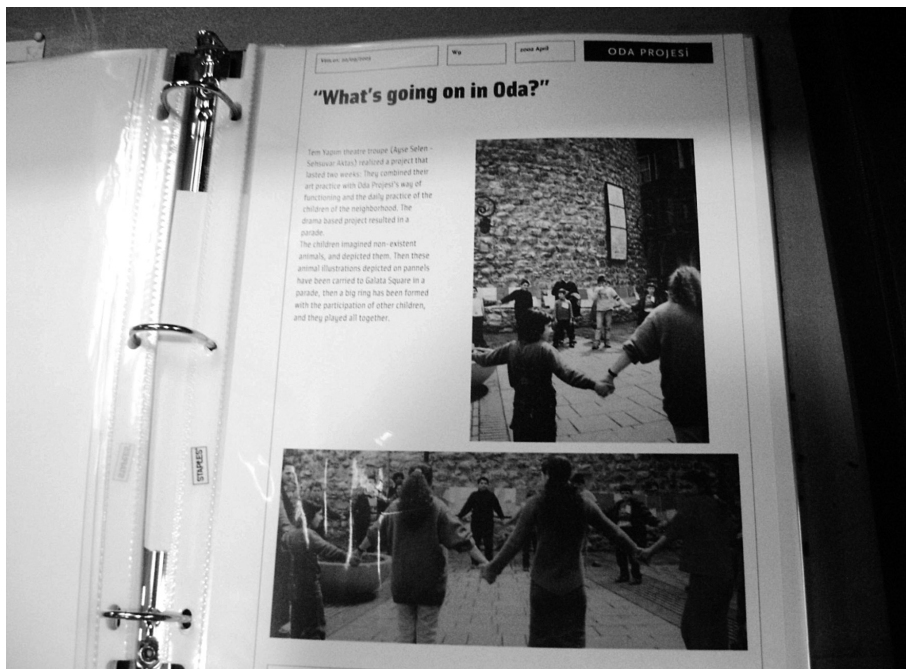 W9
2002 April
ODA PROJESİ
“What’s going on in Oda?”
Tem Yapım theatre troupe (Ayse Selen -
Sehsuvar Aktas) realized a project that
lasted two weeks: They combined their
art practice with Oda Projesi’s way of
functioning and the daily practice of the
children of the neighborhood. The
drama based project resulted in a
parade.
The children imagined non-existent
animals, and depicted them. Then these
animal illustrations depicted on pannels
have been carried to Galata Square in a
parade, then a big ring has been formed
with the participation of other children,
and they played all together.
STAPLES